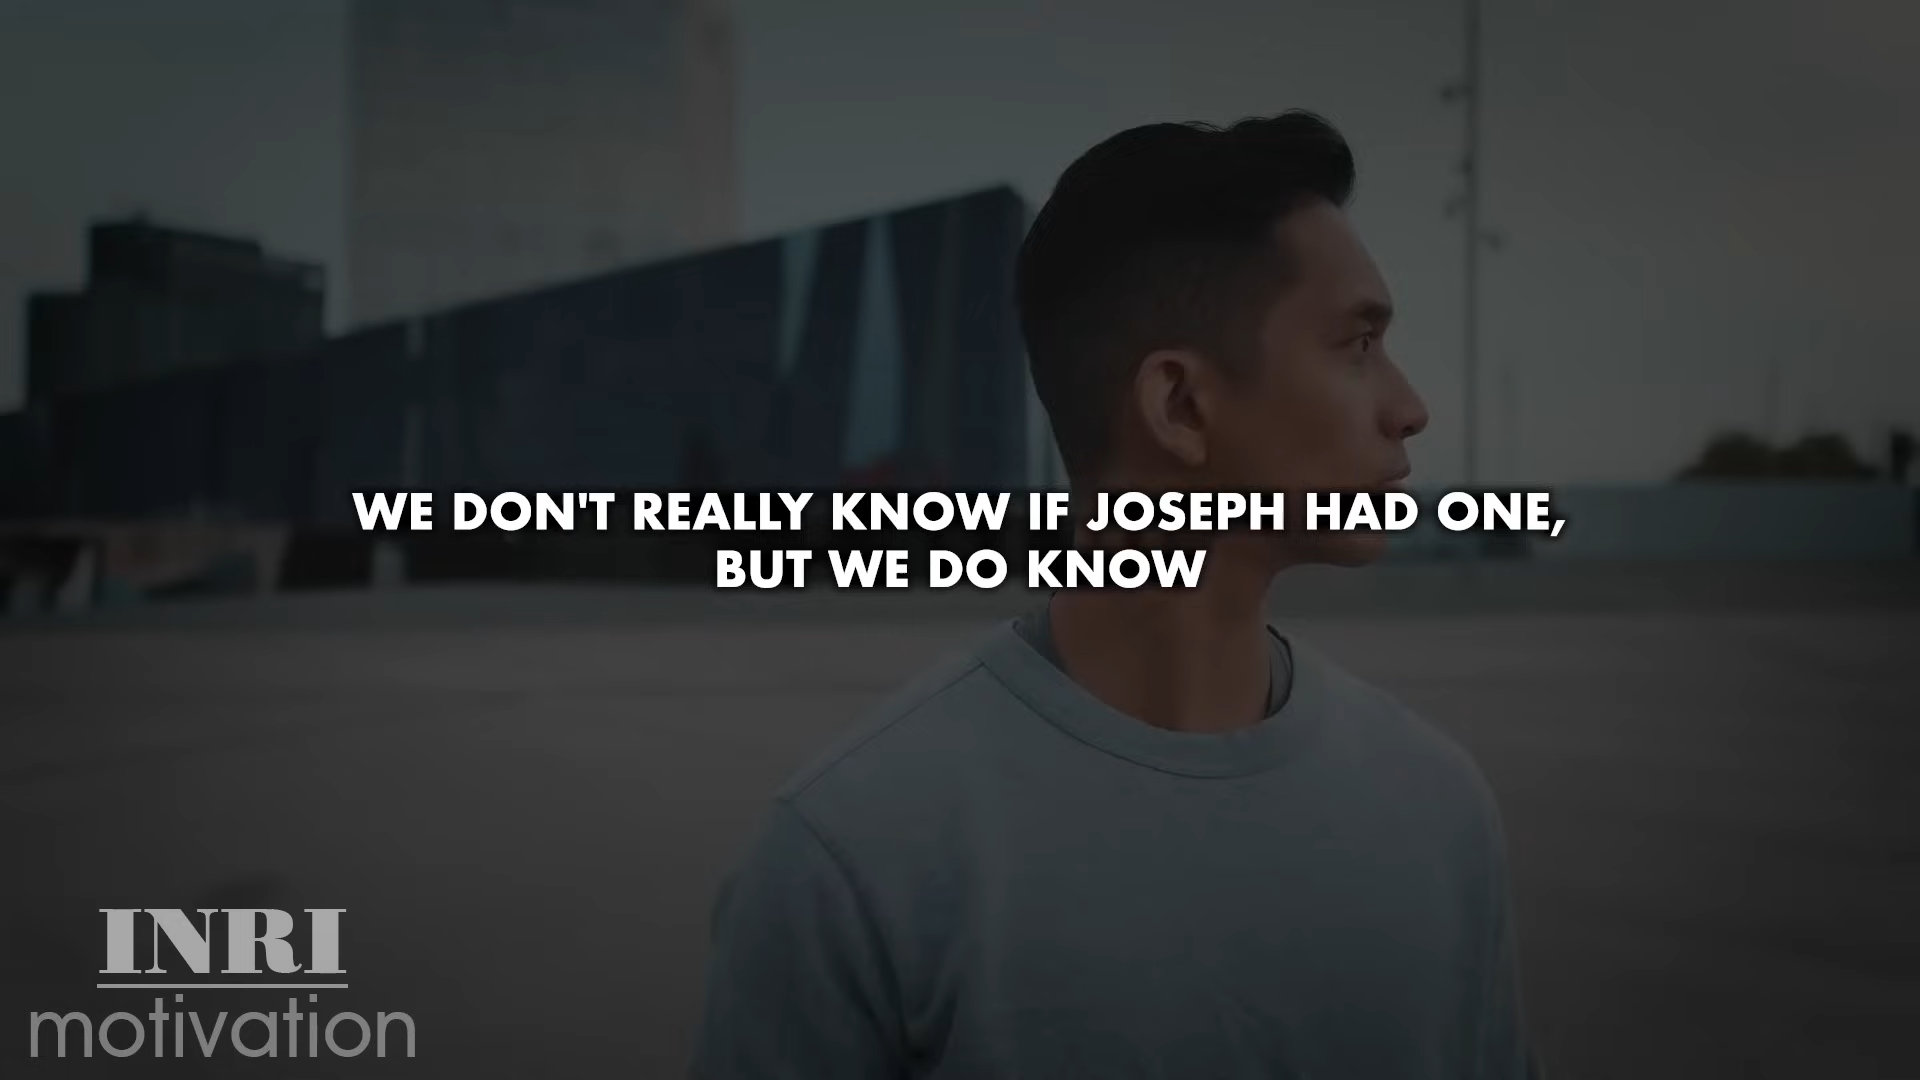 WE DON'T REALLY KNOW IF JOSEPH HAD ONE,
BUT WE DO KNOW
INRI
motivation